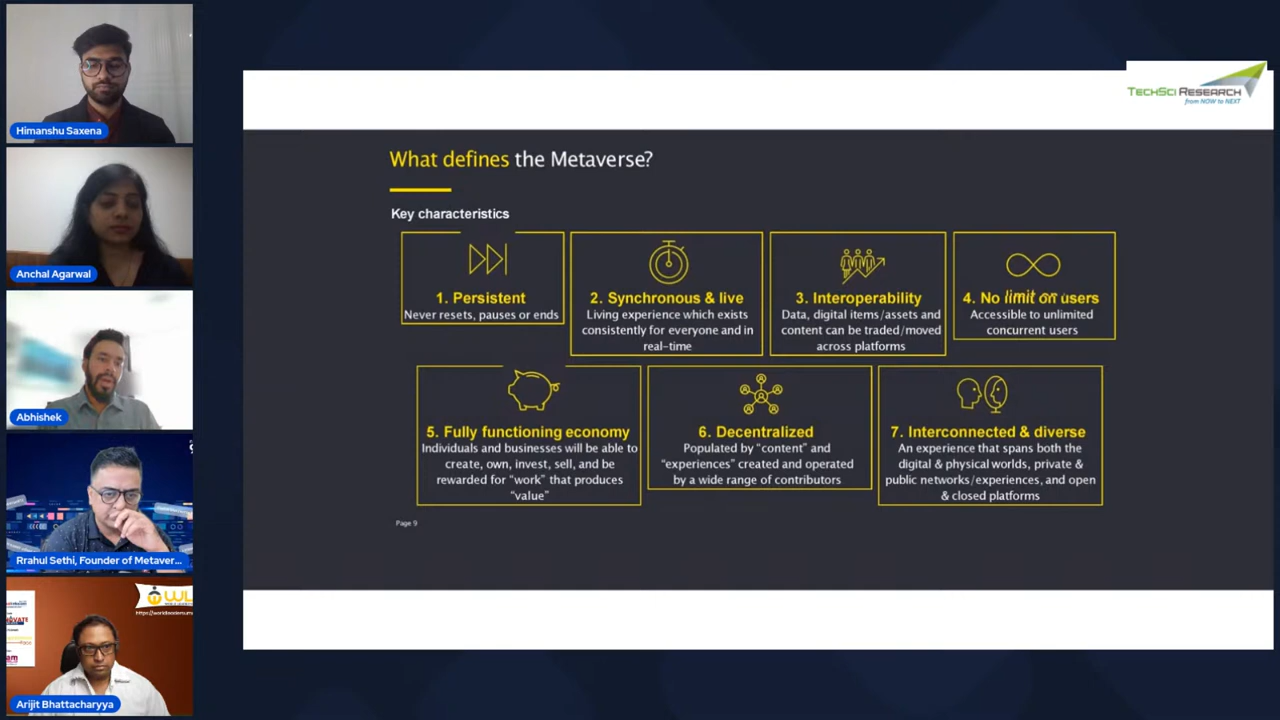 Himanshu Saxena
Anchal Agarwal
Abhishek
Rrahul Sethi, Founder of Metaver...
WL
https://worldleadersum
Arijit Bhattacharyya
TechSci Research
from NOW to NEXT
What defines the Metaverse?
Key characteristics
1. Persistent
Never resets, pauses or ends
2. Synchronous & live
Living experience which exists
consistently for everyone and in
real-time
3. Interoperability
Data, digital items/assets and
content can be traded/moved
across platforms
4. No limit on users
Accessible to unlimited
concurrent users
5. Fully functioning economy
Individuals and businesses will be able to
create, own, invest, sell, and be
rewarded for "work" that produces
"value"
6. Decentralized
Populated by "content" and
"experiences" created and operated
by a wide range of contributors
7. Interconnected & diverse
An experience that spans both the
digital & physical worlds, private &
public networks/experiences, and open
& closed platforms
Page 9